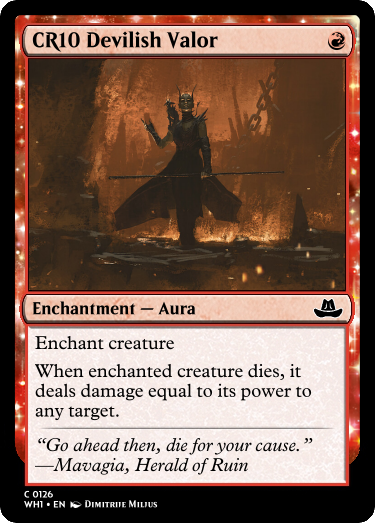 CR10 Devilish Valor
Enchantment — Aura
Enchant creature
When enchanted creature dies, it
deals damage equal to its power to
any target.
“Go ahead then, die for your cause.”
—Mavagia, Herald of Ruin
C 0126
WH1 • EN Dimitrije Milius